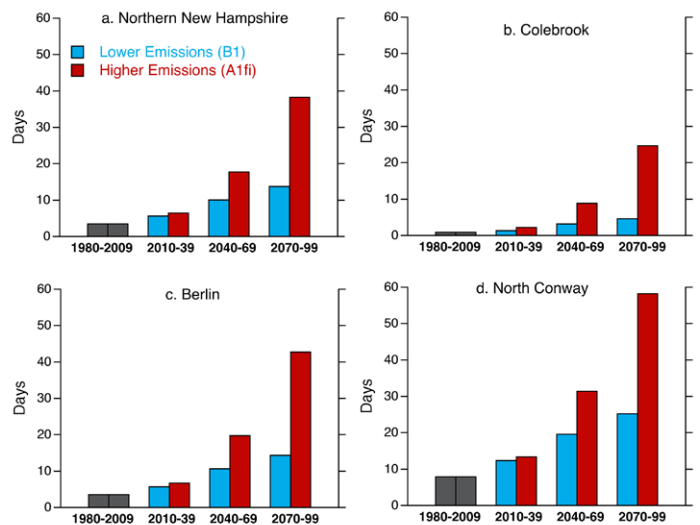 a. Northern New Hampshire
Lower Emissions (B1)
Higher Emissions (A1fi)
Days
60
50
40
30
20
10
0
1980-2009 2010-39 2040-69 2070-99
b. Colebrook
Days
60
50
40
30
20
10
0
1980-2009 2010-39 2040-69 2070-99
c. Berlin
Days
60
50
40
30
20
10
0
1980-2009 2010-39 2040-69 2070-99
d. North Conway
Days
60
50
40
30
20
10
0
1980-2009 2010-39 2040-69 2070-99